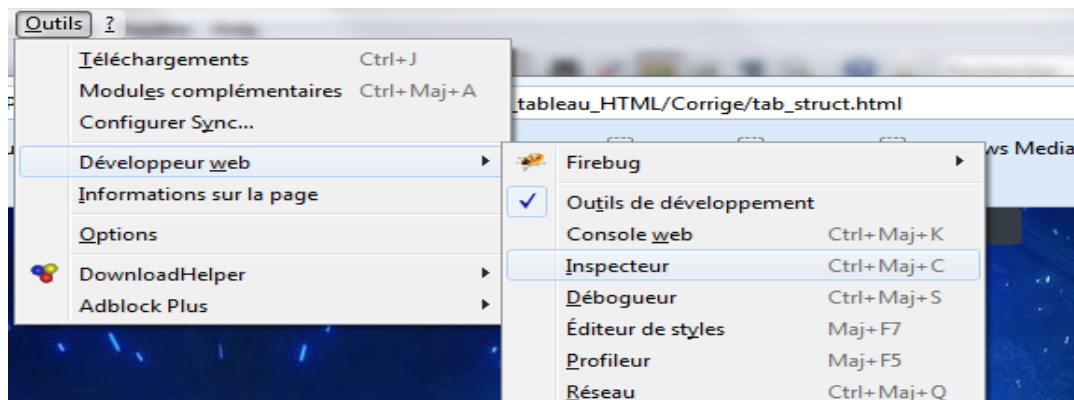 Outils ?
Téléchargements Ctrl+J
Modules complémentaires Ctrl+Maj+A
Configurer Sync...
Développeur web
Informations sur la page
Options
DownloadHelper
Adblock Plus
_tableau_HTML/Corrige/tab_struct.html
ws Media
Firebug
Outils de développement
Console web Ctrl+Maj+K
Inspecteur Ctrl+Maj+C
Débogueur Ctrl+Maj+S
Éditeur de styles Maj+F7
Profileur Maj+F5
Réseau Ctrl+Maj+Q